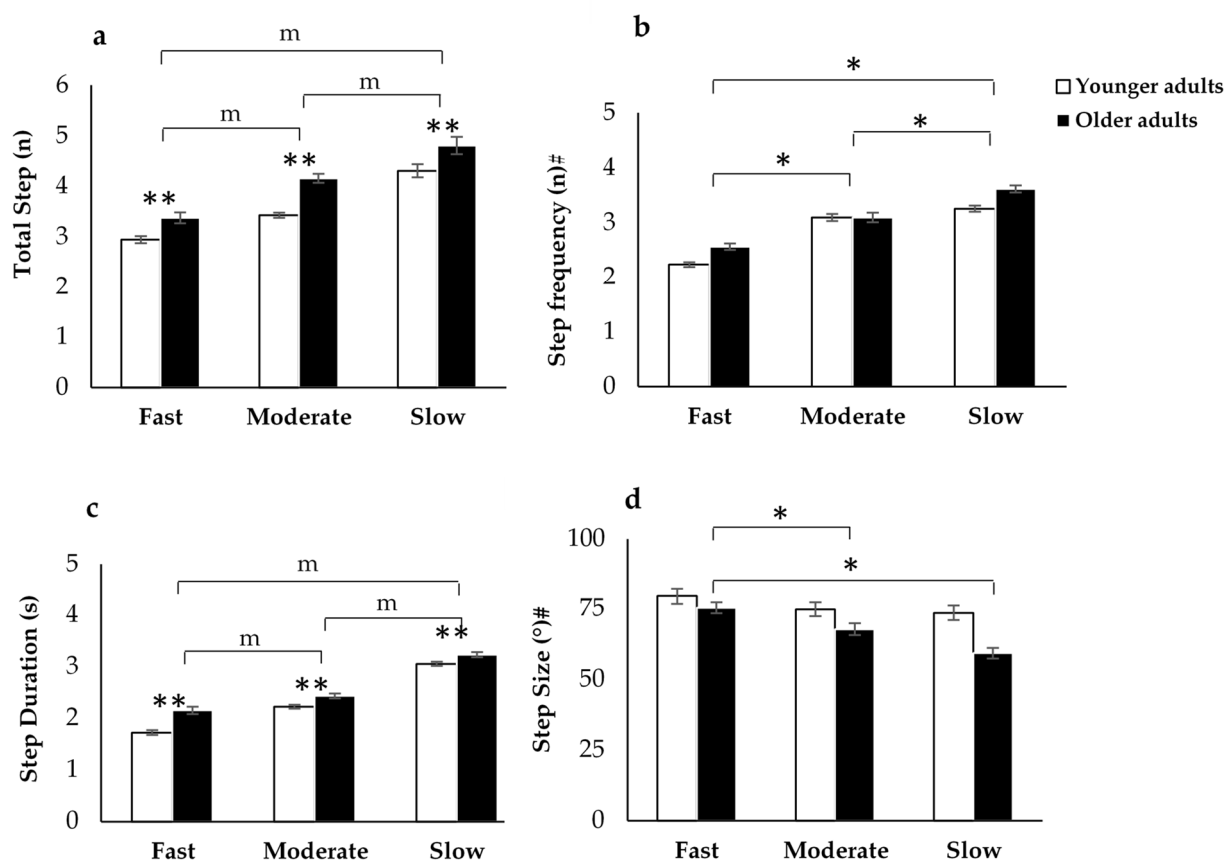 a
m
m
m
6
5
4
3
2
1
0
Total Step (n)
**
**
**
Fast Moderate Slow
b
*
*
*
5
4
3
2
1
0
Step frequency (n)#
Fast Moderate Slow
Younger adults
Older adults
c
m
m
m
5
4
3
2
1
0
Step Duration (s)
**
**
**
Fast Moderate Slow
d
*
*
100
75
50
25
0
Step Size (°)#
Fast Moderate Slow